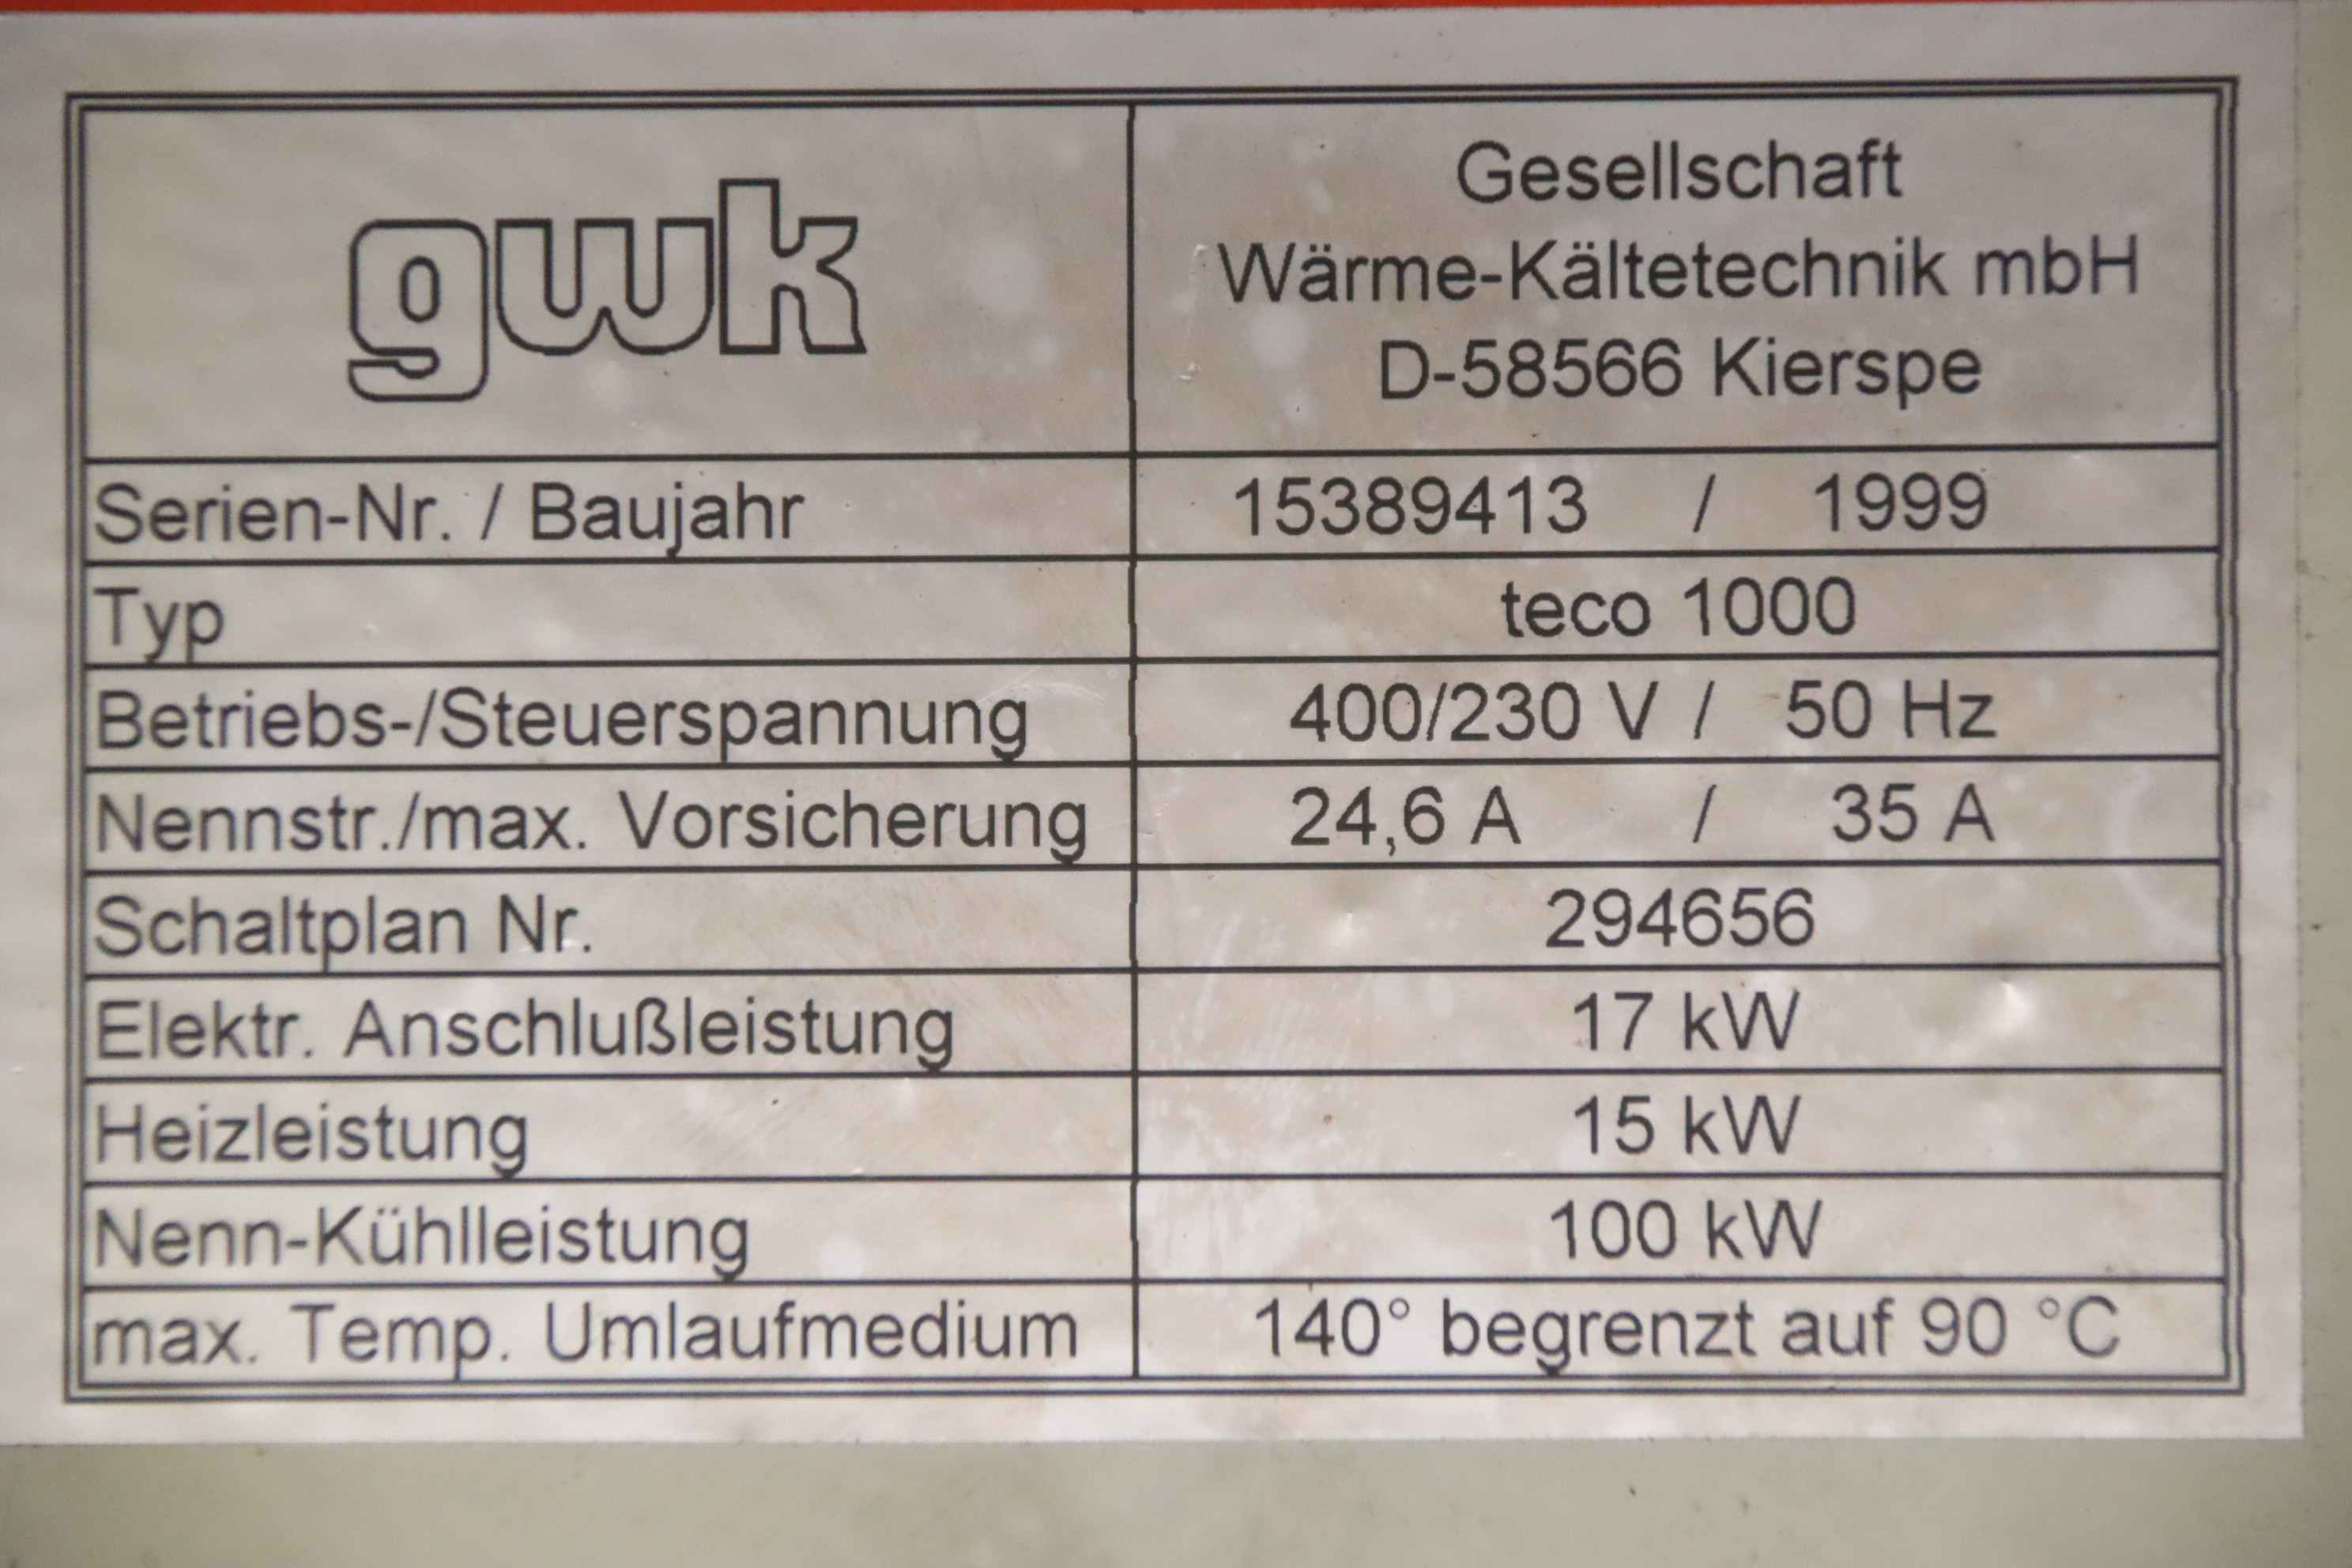 gwk
Gesellschaft
Wärme-Kältetechnik mbH
D-58566 Kierspe
Serien-Nr. / Baujahr 15389413 / 1999
Typ teco 1000
Betriebs-/Steuerspannung 400/230 V / 50 Hz
Nennstr./max. Vorsicherung 24,6 A / 35 A
Schaltplan Nr. 294656
Elektr. Anschlußleistung 17 kW
Heizleistung 15 kW
Nenn-Kühlleistung 100 kW
max. Temp. Umlaufmedium 140° begrenzt auf 90 °C